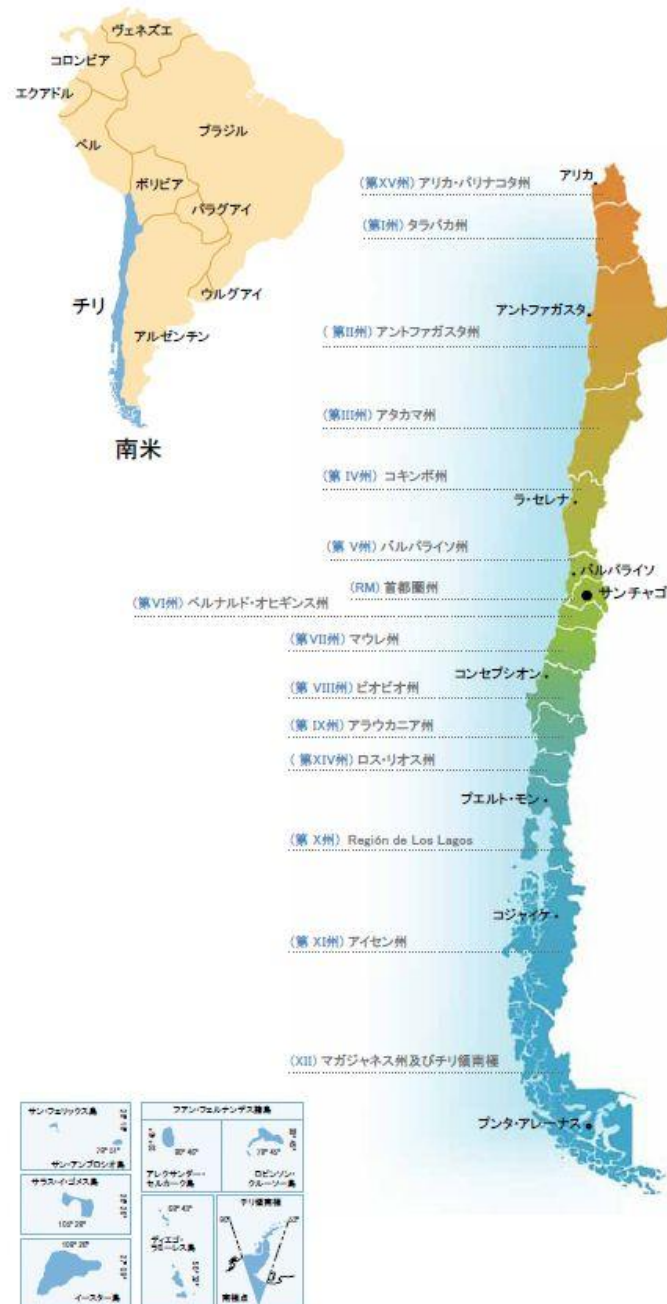 ヴェネズエ
コロンビア
エクアドル
ペル
ブラジル
ボリビア
パラグアイ
チリ
ウルグアイ
アルゼンチン
南米
(第XV州) アリカ・パリナコタ州
アリカ
(第I州) タラパカ州
アントファガスタ
( 第II州) アントファガスタ州
(第III州) アタカマ州
(第 IV州) コキンボ州
ラ・セレナ
(第 V州) バルパライソ州
バルパライソ
(RM) 首都圏州
サンチャゴ
(第VI州) ベルナルド・オヒギンス州
(第VII州) マウレ州
コンセプシオン
(第 VIII州) ビオビオ州
(第 IX州) アラウカニア州
( 第XIV州) ロス・リオス州
プエルト・モン
(第 X州) Región de Los Lagos
コジャイケ
(第 XI州) アイセン州
(XII) マガジャネス州及びチリ領南極
プンタ・アレーナス
サン・フェリックス島
サン・アンブロシオ島
サラス・イ・ゴメス島
イースター島
フアン・フェルナンデス諸島
アレクサンダー・
セルカーク島
ロビンソン・
クルーソー島
ディエゴ・
ラミーレス島
チリ領南極
90°
53°
南極点